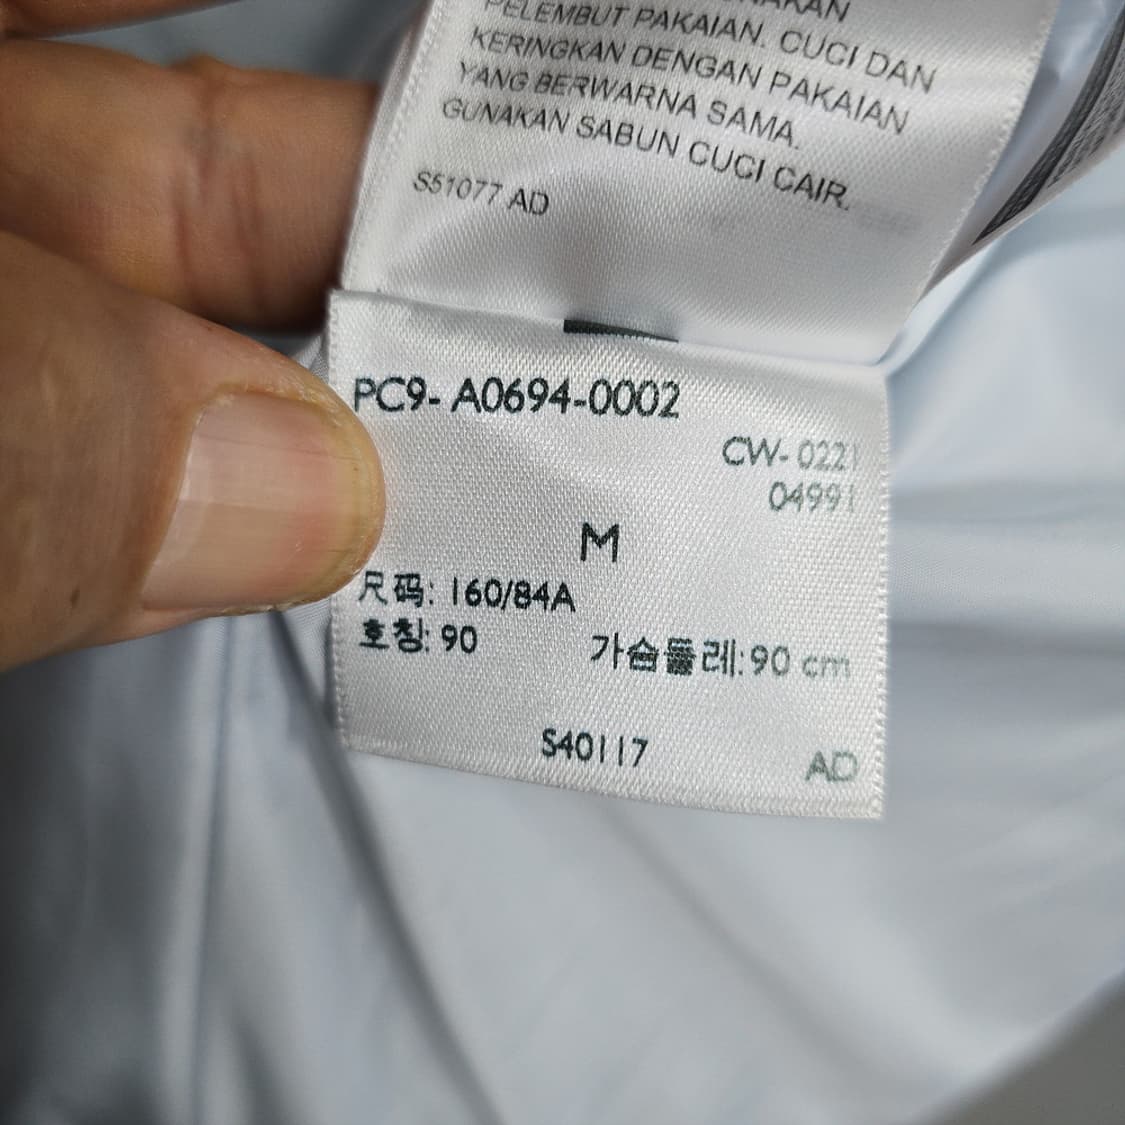 PELEMBUT PAKAIAN. CUCI DAN
KERINGKAN DENGAN PAKAIAN
YANG BERWARNA SAMA.
GUNAKAN SABUN CUCI CAIR.
S51077 AD
PC9- A0694-0002
CW- 0221
04991
M
尺码: 160/84A
호칭: 90 가슴둘레: 90 cm
S40117 AD